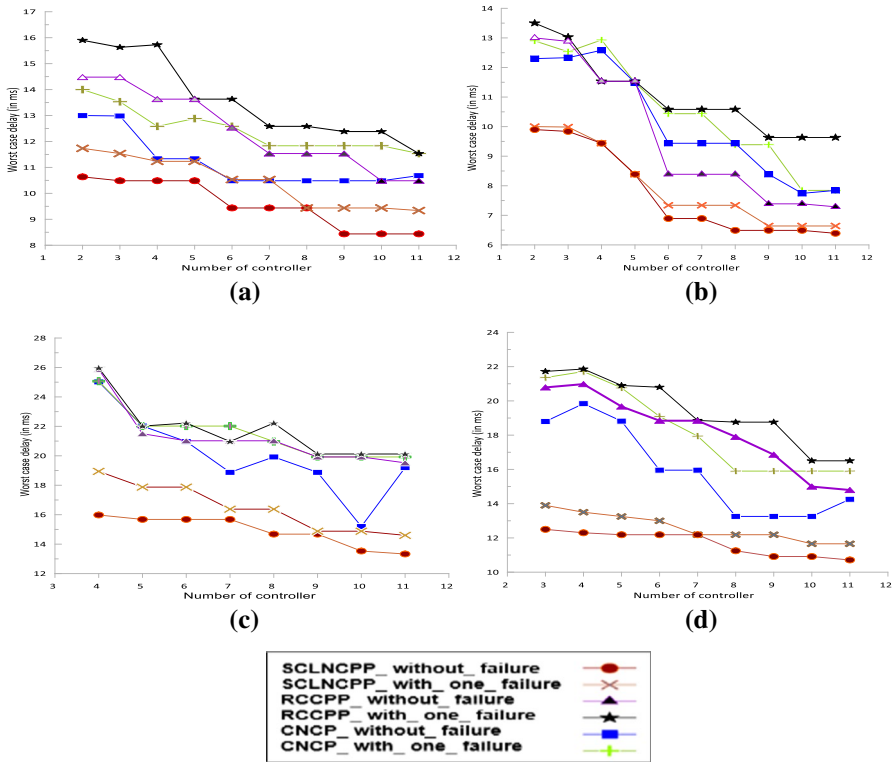 17
16
15
14
13
12
11
10
9
8
Worst case delay (in ms)
1 2 3 4 5 6 7 8 9 10 11 12
Number of controller
(a)
14
13
12
11
10
9
8
7
6
Worst case delay (in ms)
1 2 3 4 5 6 7 8 9 10 11 12
Number of controller
(b)
28
26
24
22
20
18
16
14
12
Worst case delay (in ms)
3 4 5 6 7 8 9 10 11 12
Number of controller
(c)
24
22
20
18
16
14
12
10
Worst case delay (in ms)
2 3 4 5 6 7 8 9 10 11 12
Number of controller
(d)
SCLNCPP_ without_ failure
SCLNCPP_ with_ one_ failure
RCCPP_ without_ failure
RCCPP_ with_ one_ failure
CNCP_ without_ failure
CNCP_ with_ one_ failure